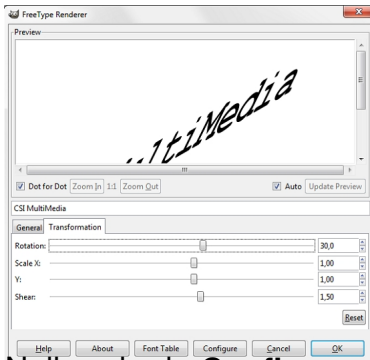 FreeType Renderer
Preview
ultiMedia
Dot for Dot Zoom In 1:1 Zoom Out Auto Update Preview
CSI MultiMedia
General Transformation
Rotation: 30,0
Scale X: 1,00
Y: 1,00
Shear: 1,50
Reset
Help About Font Table Configure Cancel OK